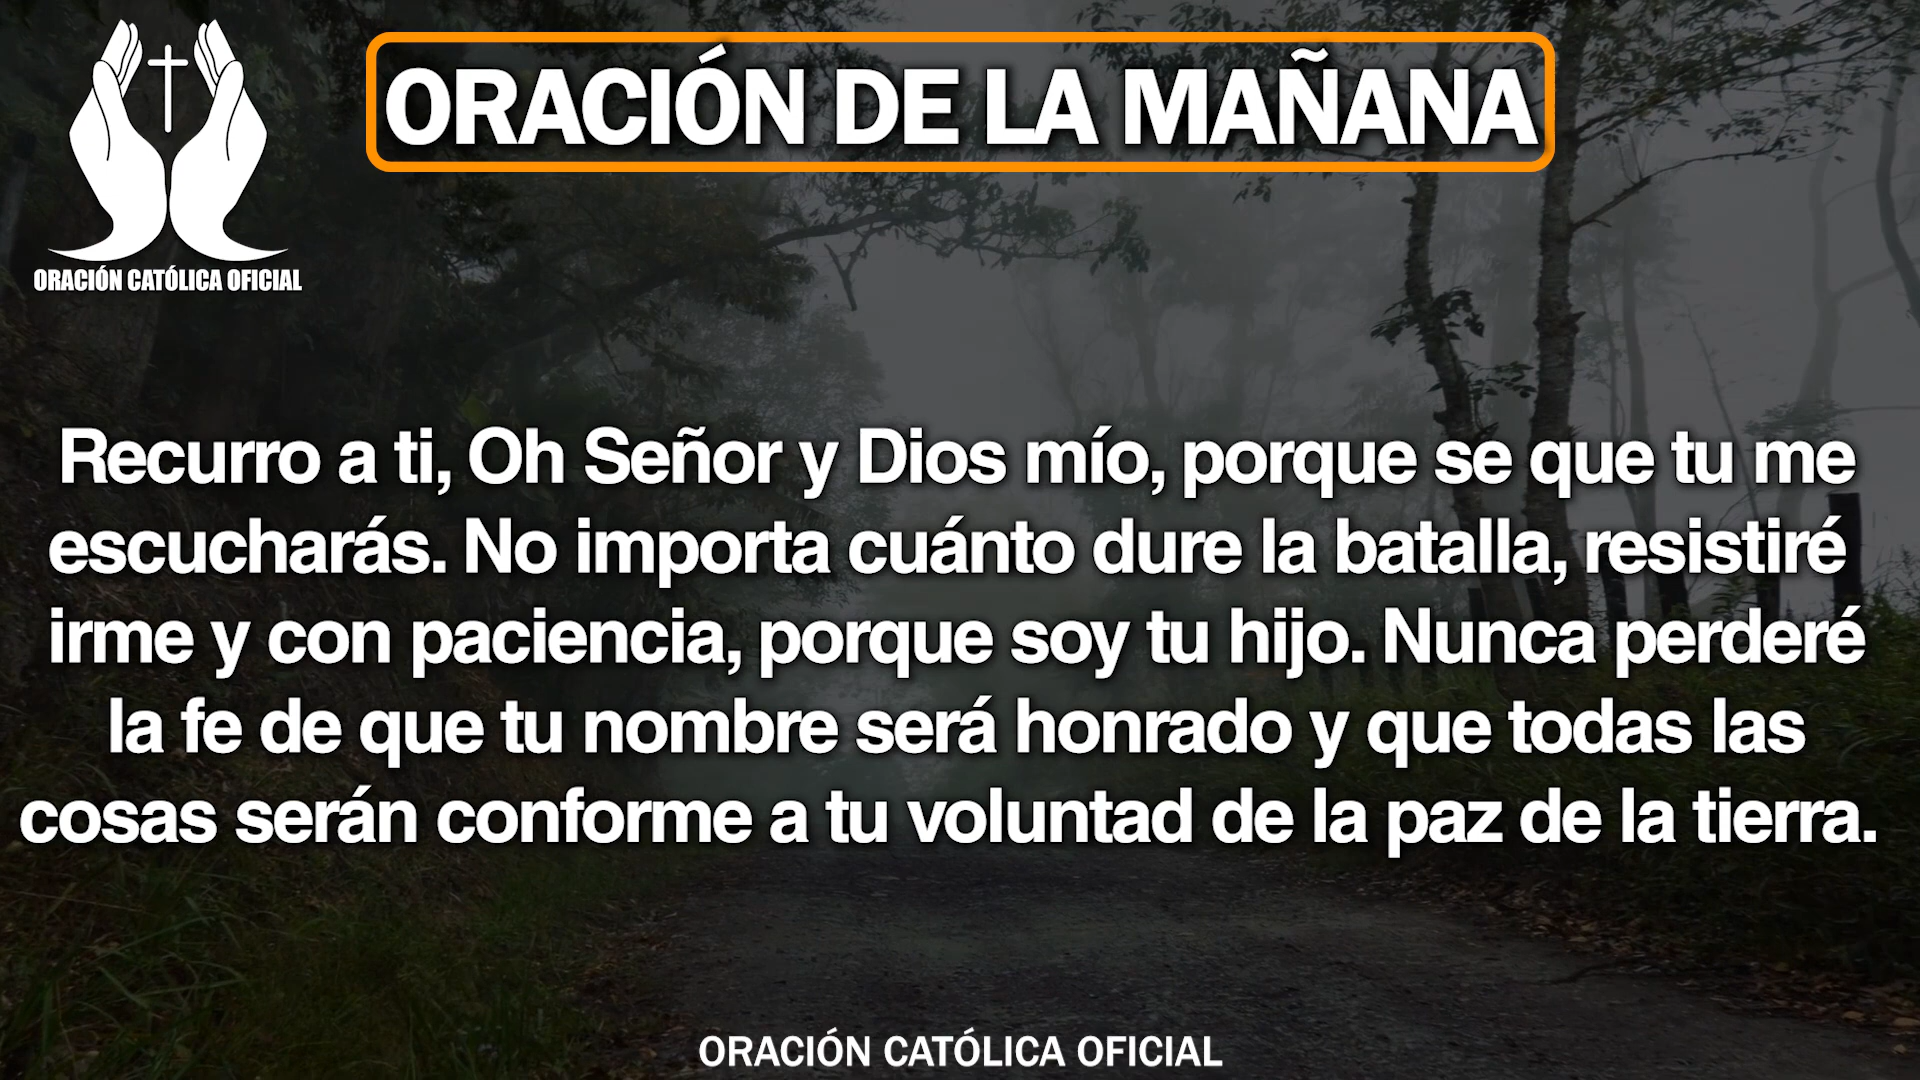 ORACIÓN DE LA MAÑANA
ORACIÓN CATÓLICA OFICIAL
Recurro a ti, Oh Señor y Dios mío, porque se que tu me
escucharás. No importa cuánto dure la batalla, resistiré
irme y con paciencia, porque soy tu hijo. Nunca perderé
la fe de que tu nombre será honrado y que todas las
cosas serán conforme a tu voluntad de la paz de la tierra.
ORACIÓN CATÓLICA OFICIAL